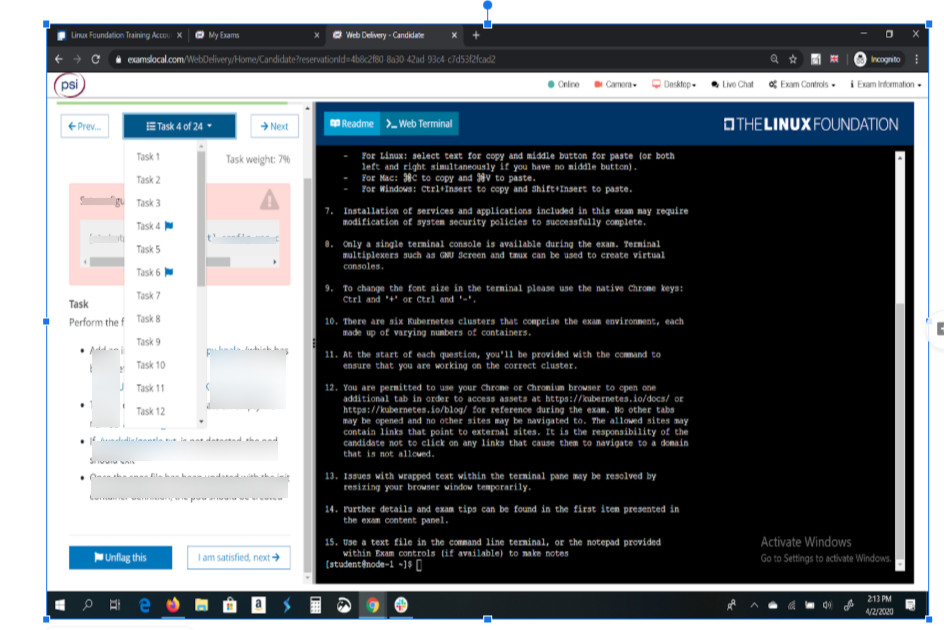 Linux Foundation Training Accou
My Exams
Web Delivery - Candidate
examslocal.com/WebDelivery/Home/Candidate?reservationId=4b8c2f80 8a30 42ad 93c4 c7d53f2fcad2
Incognito
psi
Online
Camera
Desktop
Live Chat
Exam Controls
Exam Information
Prev...
Task 4 of 24
Next
Task weight: 7%
Task 1
Task 2
Task 3
Task 4
Task 5
Task 6
Task 7
Task 8
Task 9
Task 10
Task 11
Task 12
Task
Perform the f
should exit
container definition, the pod should be created
Unflag this
I am satisfied, next
Readme
>_ Web Terminal
THE LINUX FOUNDATION
- For Linux: select text for copy and middle button for paste (or both
left and right simultaneously if you have no middle button).
- For Mac: ⌘C to copy and ⌘V to paste.
- For Windows: Ctrl+Insert to copy and Shift+Insert to paste.
7. Installation of services and applications included in this exam may require
modification of system security policies to successfully complete.
8. Only a single terminal console is available during the exam. Terminal
multiplexers such as GNU Screen and tmux can be used to create virtual
consoles.
9. To change the font size in the terminal please use the native Chrome keys:
Ctrl and '+' or Ctrl and '-'.
10. There are six Kubernetes clusters that comprise the exam environment, each
made up of varying numbers of containers.
11. At the start of each question, you'll be provided with the command to
ensure that you are working on the correct cluster.
12. You are permitted to use your Chrome or Chromium browser to open one
additional tab in order to access assets at https://kubernetes.io/docs/ or
https://kubernetes.io/blog/ for reference during the exam. No other tabs
may be opened and no other sites may be navigated to. The allowed sites may
contain links that point to external sites. It is the responsibility of the
candidate not to click on any links that cause them to navigate to a domain
that is not allowed.
13. Issues with wrapped text within the terminal pane may be resolved by
resizing your browser window temporarily.
14. Further details and exam tips can be found in the first item presented in
the exam content panel.
15. Use a text file in the command line terminal, or the notepad provided
within Exam controls (if available) to make notes
[student@node-1 ~]$
Activate Windows
Go to Settings to activate Windows.
2:13 PM
4/2/2020